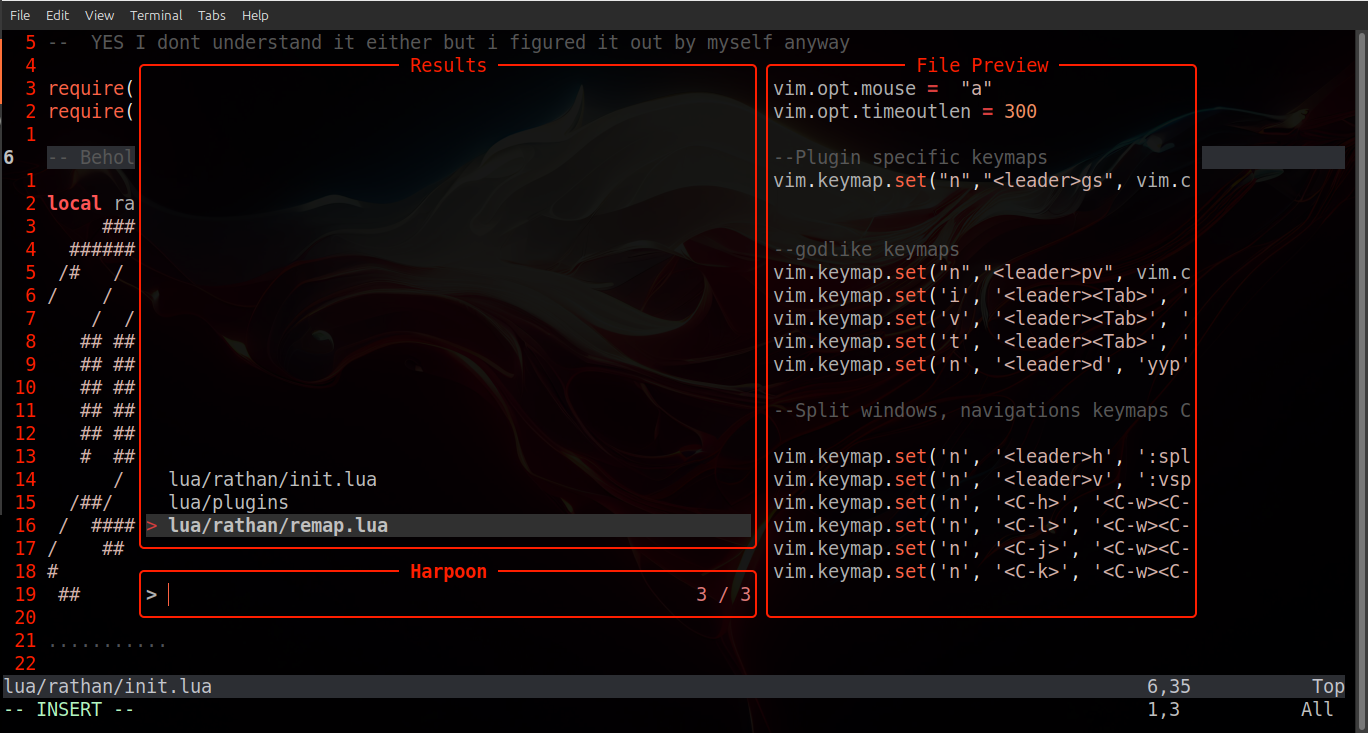 File Edit View Terminal Tabs Help
5 -- YES I dont understand it either but i figured it out by myself anyway
4
3 require(
2 require(
1
6 -- Behol
1
2 local ra
3 ###
4 ######
5 /# /
6 / /
7 / /
8 ## ##
9 ## ##
10 ## ##
11 ## ##
12 ## ##
13 # ##
14 /
15 /##/
16 / ####
17 / ##
18 #
19 ##
20
21 ...........
22
Results
lua/rathan/init.lua
lua/plugins
> lua/rathan/remap.lua
Harpoon
> 3 / 3
File Preview
vim.opt.mouse = "a"
vim.opt.timeoutlen = 300
--Plugin specific keymaps
vim.keymap.set("n","<leader>gs", vim.c
--godlike keymaps
vim.keymap.set("n","<leader>pv", vim.c
vim.keymap.set('i', '<leader><Tab>', '
vim.keymap.set('v', '<leader><Tab>', '
vim.keymap.set('t', '<leader><Tab>', '
vim.keymap.set('n', '<leader>d', 'yyp'
--Split windows, navigations keymaps C
vim.keymap.set('n', '<leader>h', ':spl
vim.keymap.set('n', '<leader>v', ':vsp
vim.keymap.set('n', '<C-h>', '<C-w><C-
vim.keymap.set('n', '<C-l>', '<C-w><C-
vim.keymap.set('n', '<C-j>', '<C-w><C-
vim.keymap.set('n', '<C-k>', '<C-w><C-
lua/rathan/init.lua 6,35 Top
-- INSERT -- 1,3 All